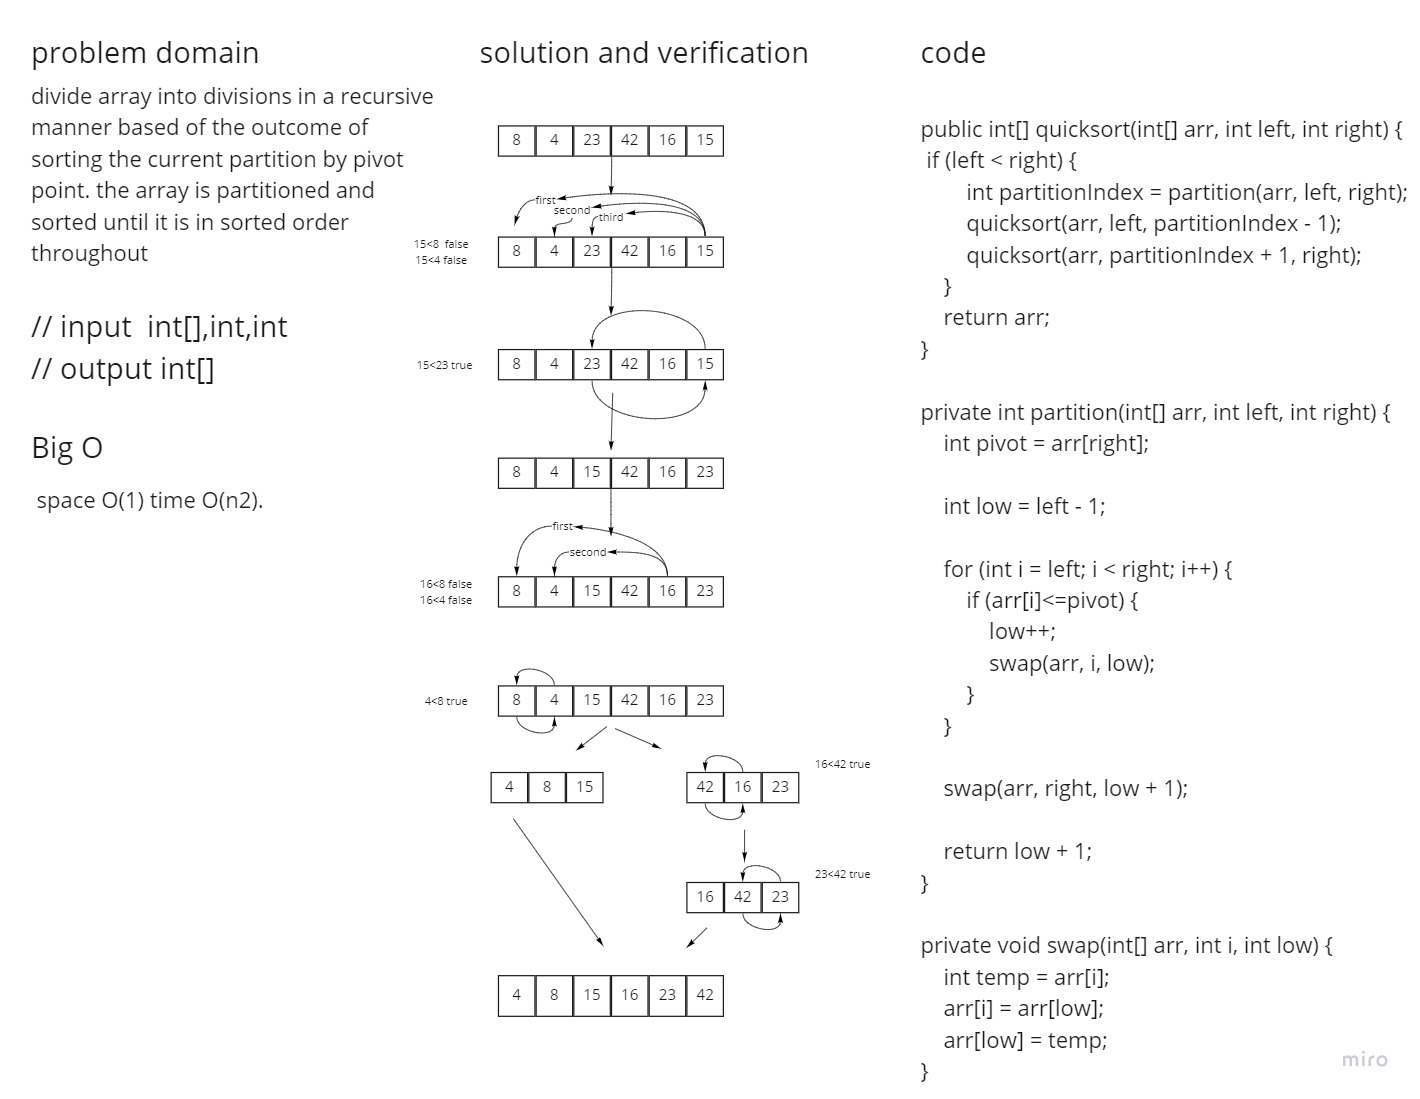 problem domain
divide array into divisions in a recursive
manner based of the outcome of
sorting the current partition by pivot
point. the array is partitioned and
sorted until it is in sorted order
throughout
// input  int[],int,int
// output int[]
Big O
space O(1) time O(n2).
solution and verification
8 4 23 42 16 15
first
second
third
15<8  false
15<4 false
8 4 23 42 16 15
15<23 true
8 4 23 42 16 15
8 4 15 42 16 23
first
second
16<8 false
16<4 false
8 4 15 42 16 23
4<8 true
8 4 15 42 16 23
16<42 true
4 8 15
42 16 23
23<42 true
16 42 23
4 8 15 16 23 42
code
public int[] quicksort(int[] arr, int left, int right) {
if (left < right) {
int partitionIndex = partition(arr, left, right);
quicksort(arr, left, partitionIndex - 1);
quicksort(arr, partitionIndex + 1, right);
}
return arr;
}
private int partition(int[] arr, int left, int right) {
int pivot = arr[right];
int low = left - 1;
for (int i = left; i < right; i++) {
if (arr[i]<=pivot) {
low++;
swap(arr, i, low);
}
}
swap(arr, right, low + 1);
return low + 1;
}
private void swap(int[] arr, int i, int low) {
int temp = arr[i];
arr[i] = arr[low];
arr[low] = temp;
}
miro